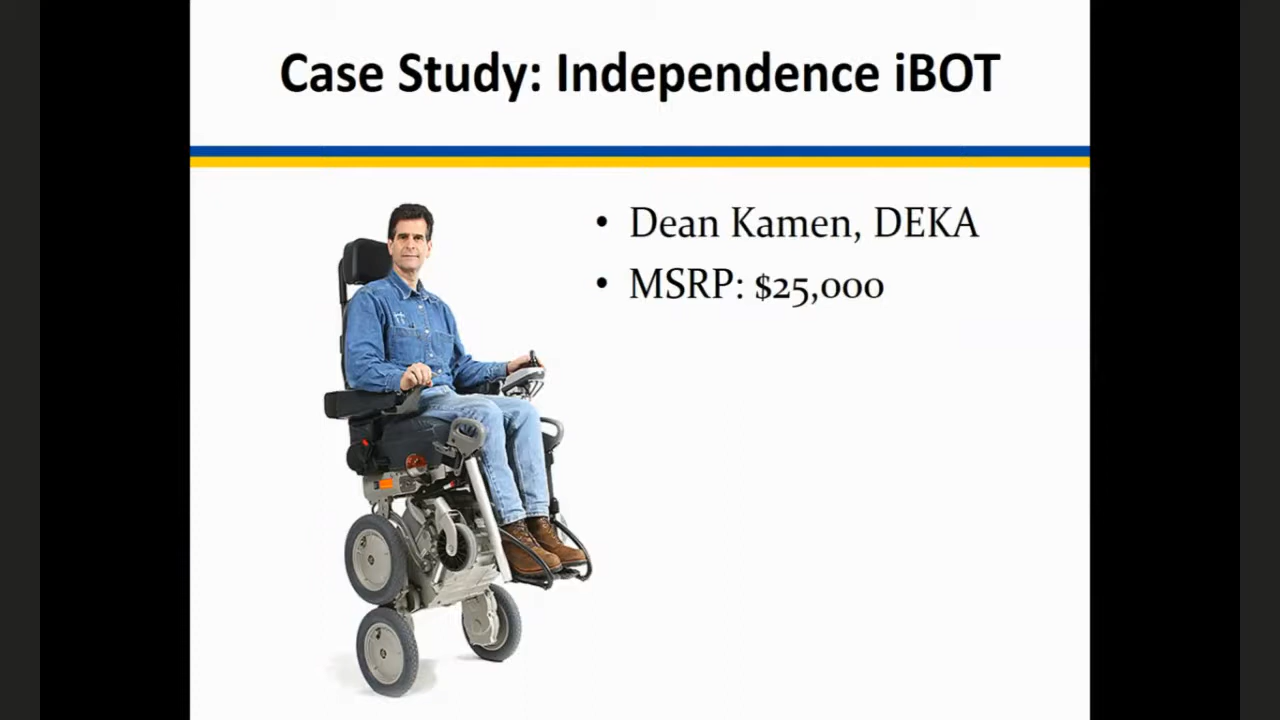 Case Study: Independence iBOT
• Dean Kamen, DEKA
• MSRP: $25,000